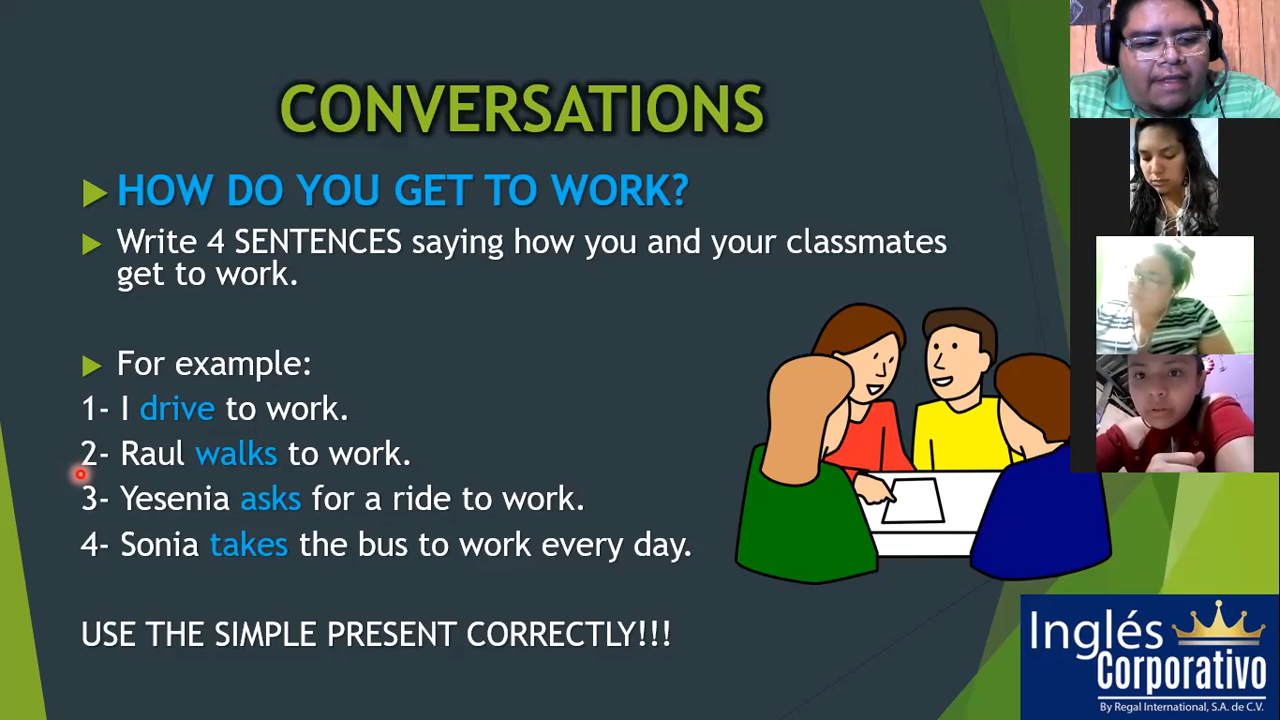 CONVERSATIONS
HOW DO YOU GET TO WORK?
Write 4 SENTENCES saying how you and your classmates
get to work.
For example:
1- I drive to work.
2- Raul walks to work.
3- Yesenia asks for a ride to work.
4- Sonia takes the bus to work every day.
USE THE SIMPLE PRESENT CORRECTLY!!!
Inglés
Corporativo
By Regal International, S.A. de C.V.